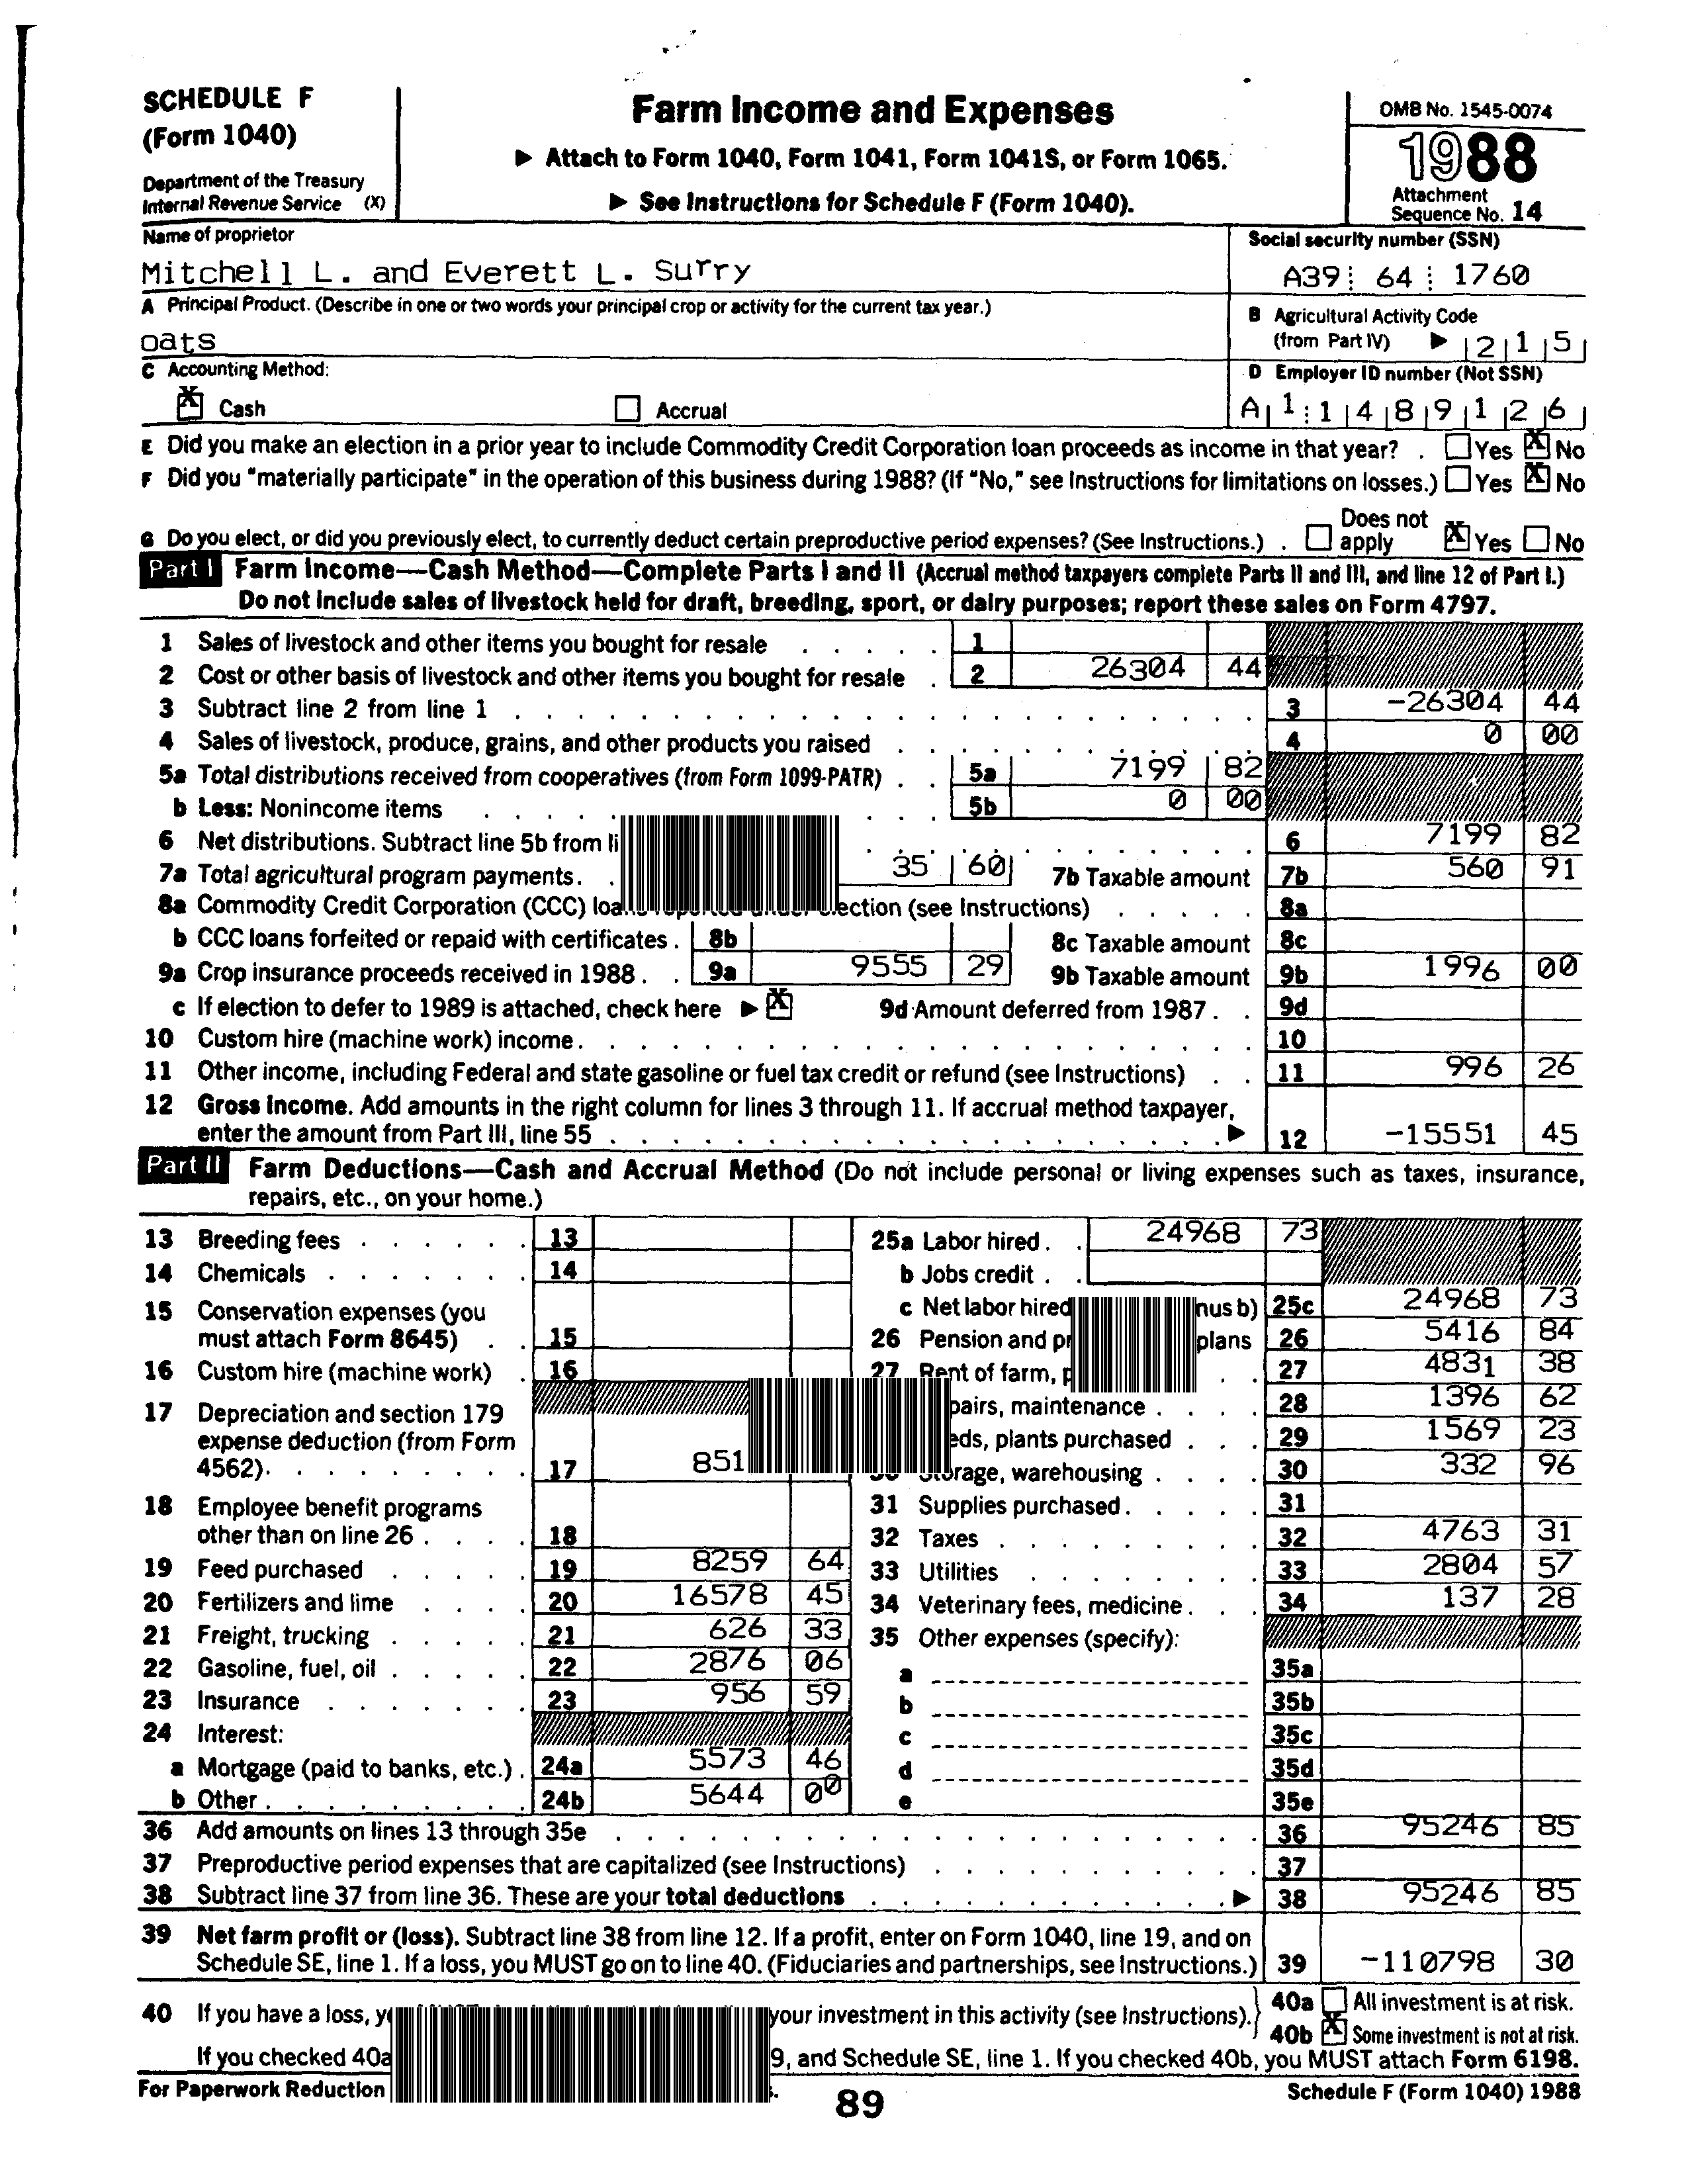 SCHEDULE F
(Form 1040)
Department of the Treasury
Internal Revenue Service (X)
Farm Income and Expenses
▶ Attach to Form 1040, Form 1041, Form 1041S, or Form 1065.
▶ See Instructions for Schedule F (Form 1040).
OMB No. 1545-0074
1988
Attachment
Sequence No. 14
Name of proprietor
Mitchell L. and Everett L. Surry
Social security number (SSN)
A39 64 1760
A Principal Product. (Describe in one or two words your principal crop or activity for the current tax year.)
oats
B Agricultural Activity Code
(from Part IV) ▶ 2 1 5
C Accounting Method:
X Cash Accrual
D Employer ID number (Not SSN)
A 1 1 4 8 9 1 2 6
E Did you make an election in a prior year to include Commodity Credit Corporation loan proceeds as income in that year? . Yes X No
F Did you "materially participate" in the operation of this business during 1988? (If "No," see Instructions for limitations on losses.) Yes X No
G Do you elect, or did you previously elect, to currently deduct certain preproductive period expenses? (See Instructions.) . Does not apply X Yes No
Part I Farm Income—Cash Method—Complete Parts I and II (Accrual method taxpayers complete Parts II and III, and line 12 of Part I.)
Do not include sales of livestock held for draft, breeding, sport, or dairy purposes; report these sales on Form 4797.
1 Sales of livestock and other items you bought for resale . . . . . 1
2 Cost or other basis of livestock and other items you bought for resale . 2 26304 44
3 Subtract line 2 from line 1 . . . . 3 -26304 44
4 Sales of livestock, produce, grains, and other products you raised . . . . 4 0 00
5a Total distributions received from cooperatives (from Form 1099-PATR) . . 5a 7199 82
b Less: Nonincome items . . . . 5b 0 00
6 Net distributions. Subtract line 5b from li . . . . 6 7199 82
7a Total agricultural program payments. . 35 60 7b Taxable amount 7b 560 91
8a Commodity Credit Corporation (CCC) loans reported under election (see Instructions) . . . . . 8a
b CCC loans forfeited or repaid with certificates . 8b 8c Taxable amount 8c
9a Crop insurance proceeds received in 1988 . . 9a 9555 29 9b Taxable amount 9b 1996 00
c If election to defer to 1989 is attached, check here ▶ X 9d Amount deferred from 1987 . . 9d
10 Custom hire (machine work) income . . . . 10
11 Other income, including Federal and state gasoline or fuel tax credit or refund (see Instructions) . . 11 996 26
12 Gross Income. Add amounts in the right column for lines 3 through 11. If accrual method taxpayer,
enter the amount from Part III, line 55 . . . . ▶ 12 -15551 45
Part II Farm Deductions—Cash and Accrual Method (Do not include personal or living expenses such as taxes, insurance,
repairs, etc., on your home.)
13 Breeding fees . . . . . . 13
14 Chemicals . . . . . . . 14
15 Conservation expenses (you
must attach Form 8645) . . 15
16 Custom hire (machine work) . 16
17 Depreciation and section 179
expense deduction (from Form
4562). . . . . . . . . 17 851
18 Employee benefit programs
other than on line 26 . . . . 18
19 Feed purchased . . . . . 19 8259 64
20 Fertilizers and lime . . . . 20 16578 45
21 Freight, trucking . . . . . 21 626 33
22 Gasoline, fuel, oil . . . . . 22 2876 06
23 Insurance . . . . . . . 23 956 59
24 Interest:
a Mortgage (paid to banks, etc.) . 24a 5573 46
b Other . . . . . . . . . 24b 5644 00
25a Labor hired . . 24968 73
b Jobs credit . .
c Net labor hired nus b) 25c 24968 73
26 Pension and pr plans 26 5416 84
27 Rent of farm, p . . 27 4831 38
pairs, maintenance . . . . 28 1396 62
eds, plants purchased . . . 29 1569 23
30 Storage, warehousing . . . . 30 332 96
31 Supplies purchased . . . . . 31
32 Taxes . . . . . . . . . 32 4763 31
33 Utilities . . . . . . . . 33 2804 57
34 Veterinary fees, medicine . . . 34 137 28
35 Other expenses (specify):
a 35a
b 35b
c 35c
d 35d
e 35e
36 Add amounts on lines 13 through 35e . . . . 36 95246 85
37 Preproductive period expenses that are capitalized (see Instructions) . . . . 37
38 Subtract line 37 from line 36. These are your total deductions . . . . ▶ 38 95246 85
39 Net farm profit or (loss). Subtract line 38 from line 12. If a profit, enter on Form 1040, line 19, and on
Schedule SE, line 1. If a loss, you MUST go on to line 40. (Fiduciaries and partnerships, see Instructions.) 39 -110798 30
40 If you have a loss, y your investment in this activity (see Instructions). 40a All investment is at risk.
40b X Some investment is not at risk.
If you checked 40a 9, and Schedule SE, line 1. If you checked 40b, you MUST attach Form 6198.
For Paperwork Reduction
89
Schedule F (Form 1040) 1988